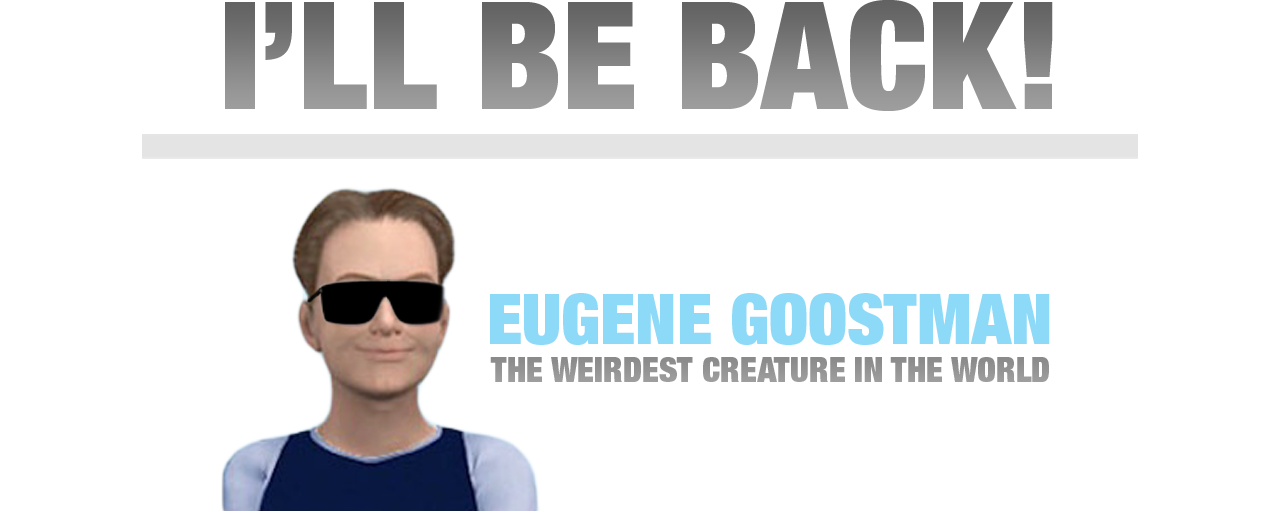 I’LL BE BACK!
EUGENE GOOSTMAN
THE WEIRDEST CREATURE IN THE WORLD